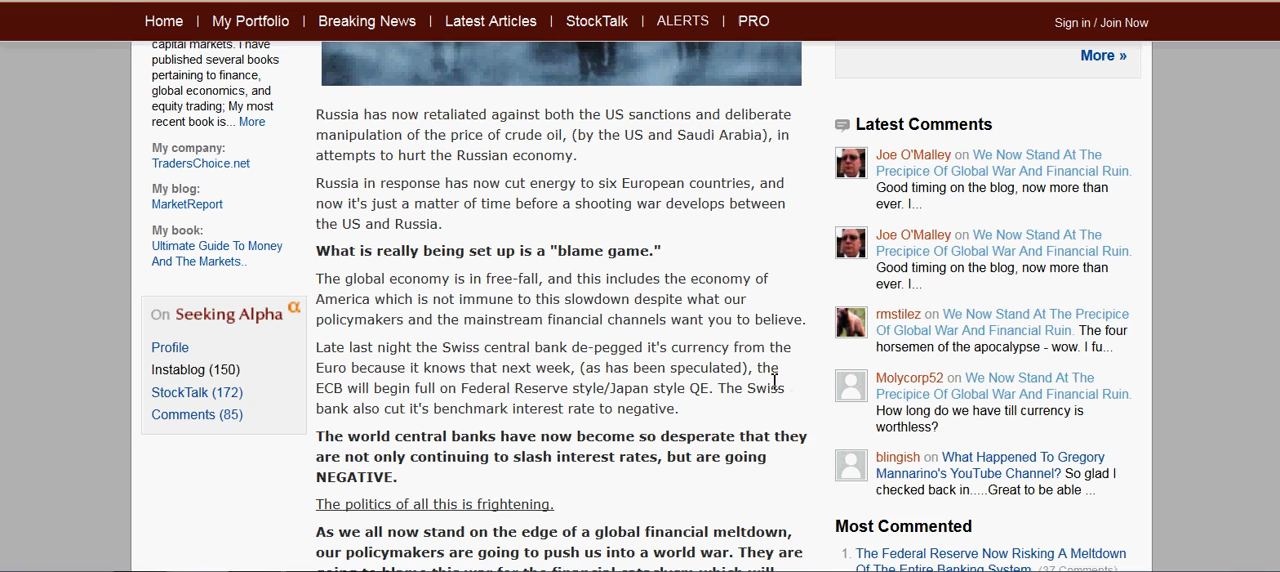 Home | My Portfolio | Breaking News | Latest Articles | StockTalk | ALERTS | PRO
Sign in / Join Now
capital markets. I have
published several books
pertaining to finance,
global economics, and
equity trading; My most
recent book is... More
My company:
TradersChoice.net
My blog:
MarketReport
My book:
Ultimate Guide To Money
And The Markets..
On Seeking Alpha α
Profile
Instablog (150)
StockTalk (172)
Comments (85)
Russia has now retaliated against both the US sanctions and deliberate
manipulation of the price of crude oil, (by the US and Saudi Arabia), in
attempts to hurt the Russian economy.
Russia in response has now cut energy to six European countries, and
now it's just a matter of time before a shooting war develops between
the US and Russia.
What is really being set up is a "blame game."
The global economy is in free-fall, and this includes the economy of
America which is not immune to this slowdown despite what our
policymakers and the mainstream financial channels want you to believe.
Late last night the Swiss central bank de-pegged it's currency from the
Euro because it knows that next week, (as has been speculated), the
ECB will begin full on Federal Reserve style/Japan style QE. The Swiss
bank also cut it's benchmark interest rate to negative.
The world central banks have now become so desperate that they
are not only continuing to slash interest rates, but are going
NEGATIVE.
The politics of all this is frightening.
As we all now stand on the edge of a global financial meltdown,
our policymakers are going to push us into a world war. They are
going to blame this war for the financial cataclysm which will
More »
Latest Comments
Joe O'Malley on We Now Stand At The
Precipice Of Global War And Financial Ruin.
Good timing on the blog, now more than
ever. I...
Joe O'Malley on We Now Stand At The
Precipice Of Global War And Financial Ruin.
Good timing on the blog, now more than
ever. I...
rmstilez on We Now Stand At The Precipice
Of Global War And Financial Ruin. The four
horsemen of the apocalypse - wow. I fu...
Molycorp52 on We Now Stand At The
Precipice Of Global War And Financial Ruin.
How long do we have till currency is
worthless?
blingish on What Happened To Gregory
Mannarino's YouTube Channel? So glad I
checked back in.....Great to be able ...
Most Commented
1. The Federal Reserve Now Risking A Meltdown
Of The Entire Banking System. (37 Comments)